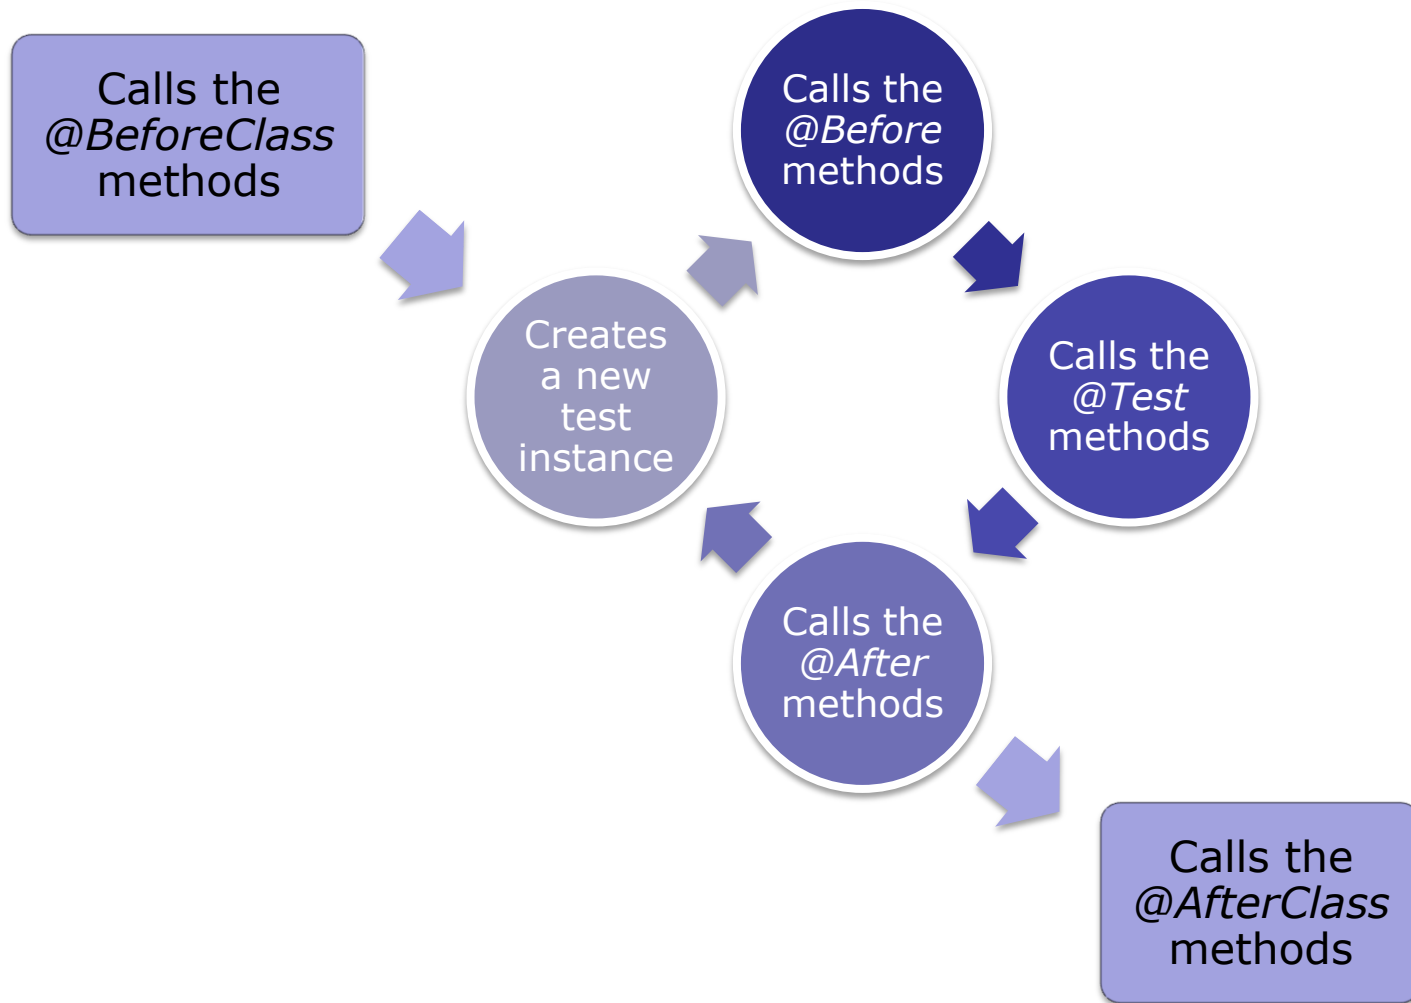 Calls the
@BeforeClass
methods
Calls the
@Before
methods
Creates
a new
test
instance
Calls the
@Test
methods
Calls the
@After
methods
Calls the
@AfterClass
methods